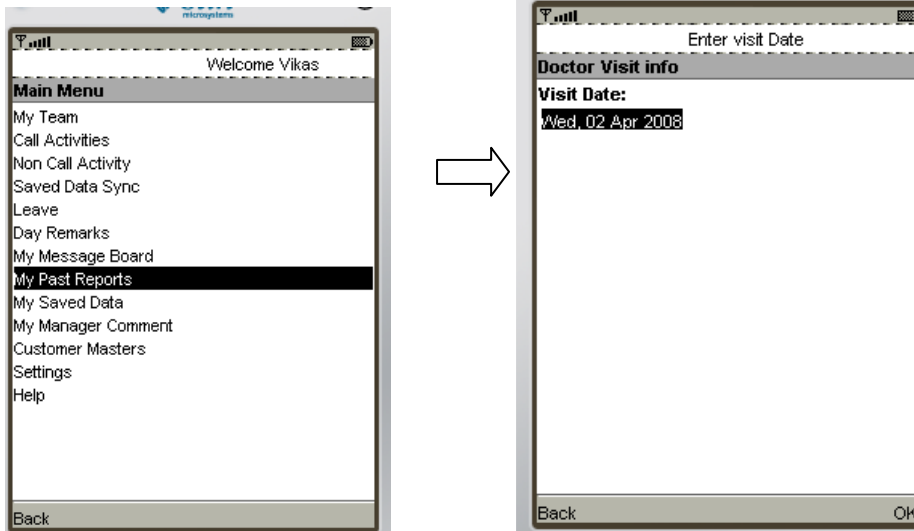 microsystems
Welcome Vikas
Main Menu
My Team
Call Activities
Non Call Activity
Saved Data Sync
Leave
Day Remarks
My Message Board
My Past Reports
My Saved Data
My Manager Comment
Customer Masters
Settings
Help
Back
Enter visit Date
Doctor Visit info
Visit Date:
Wed, 02 Apr 2008
Back OK